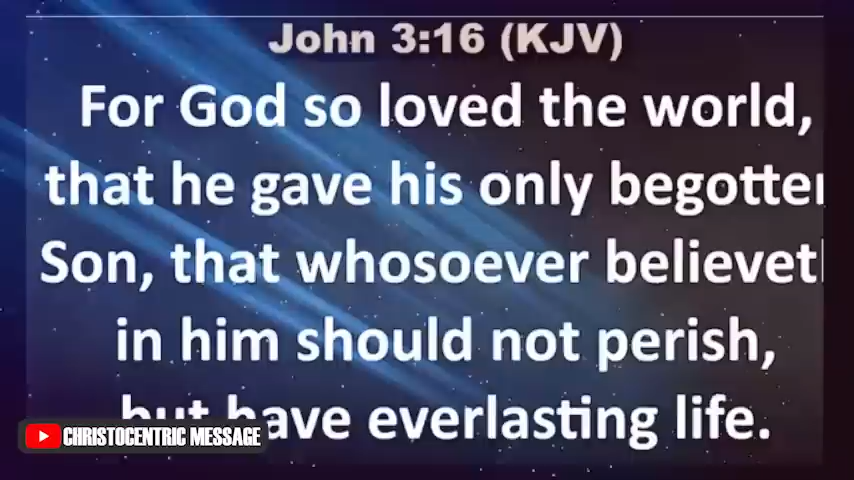 John 3:16 (KJV)
For God so loved the world,
that he gave his only begotten
Son, that whosoever believeth
in him should not perish,
but have everlasting life.
CHRISTOCENTRIC MESSAGE